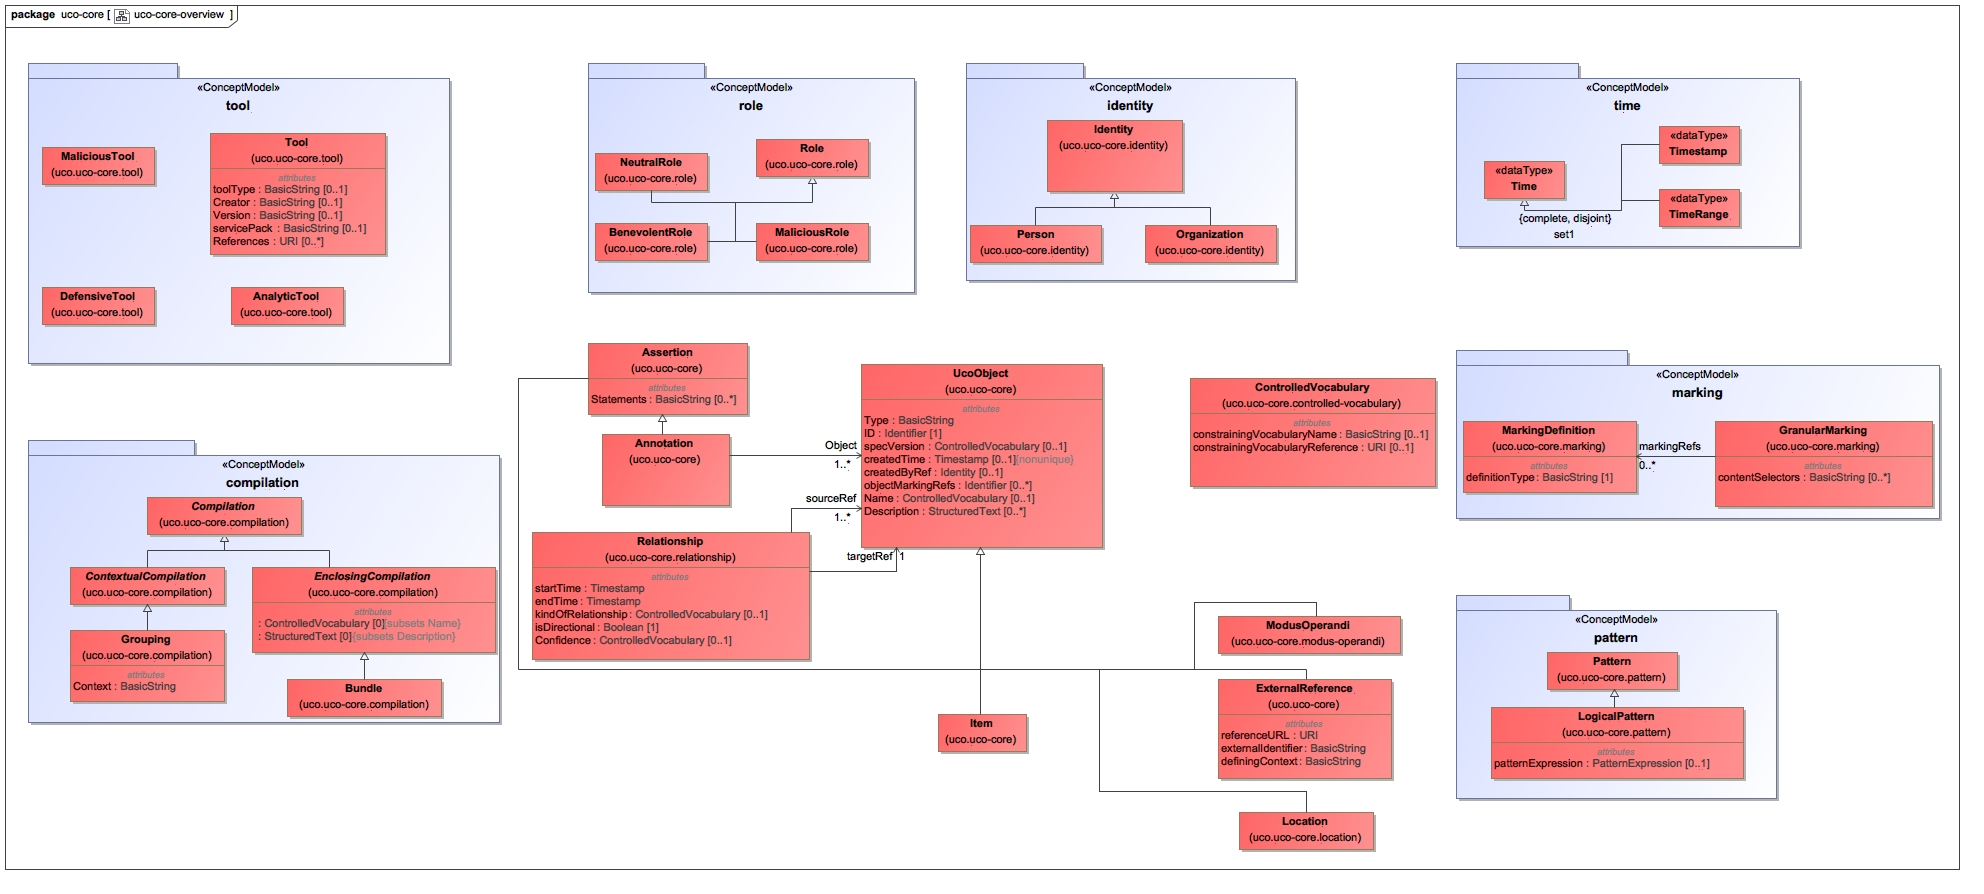 package uco-core [ uco-core-overview ]
«ConceptModel»
tool
MaliciousTool
(uco.uco-core.tool)
Tool
(uco.uco-core.tool)
attributes
toolType : BasicString [0..1]
Creator : BasicString [0..1]
Version : BasicString [0..1]
servicePack : BasicString [0..1]
References : URI [0..*]
DefensiveTool
(uco.uco-core.tool)
AnalyticTool
(uco.uco-core.tool)
«ConceptModel»
role
NeutralRole
(uco.uco-core.role)
Role
(uco.uco-core.role)
BenevolentRole
(uco.uco-core.role)
MaliciousRole
(uco.uco-core.role)
«ConceptModel»
identity
Identity
(uco.uco-core.identity)
Person
(uco.uco-core.identity)
Organization
(uco.uco-core.identity)
«ConceptModel»
time
«dataType»
Time
«dataType»
Timestamp
«dataType»
TimeRange
{complete, disjoint}
set1
Assertion
(uco.uco-core)
attributes
Statements : BasicString [0..*]
Annotation
(uco.uco-core)
Object
1..*
sourceRef
1..*
targetRef
1
UcoObject
(uco.uco-core)
attributes
Type : BasicString
ID : Identifier [1]
specVersion : ControlledVocabulary [0..1]
createdTime : Timestamp [0..1]{nonunique}
createdByRef : Identity [0..1]
objectMarkingRefs : Identifier [0..*]
Name : ControlledVocabulary [0..1]
Description : StructuredText [0..*]
ControlledVocabulary
(uco.uco-core.controlled-vocabulary)
attributes
constrainingVocabularyName : BasicString [0..1]
constrainingVocabularyReference : URI [0..1]
«ConceptModel»
marking
MarkingDefinition
(uco.uco-core.marking)
attributes
definitionType : BasicString [1]
markingRefs
0..*
GranularMarking
(uco.uco-core.marking)
attributes
contentSelectors : BasicString [0..*]
«ConceptModel»
compilation
Compilation
(uco.uco-core.compilation)
ContextualCompilation
(uco.uco-core.compilation)
EnclosingCompilation
(uco.uco-core.compilation)
attributes
: ControlledVocabulary [0]{subsets Name}
: StructuredText [0]{subsets Description}
Grouping
(uco.uco-core.compilation)
attributes
Context : BasicString
Bundle
(uco.uco-core.compilation)
Relationship
(uco.uco-core.relationship)
attributes
startTime : Timestamp
endTime : Timestamp
kindOfRelationship : ControlledVocabulary [0..1]
isDirectional : Boolean [1]
Confidence : ControlledVocabulary [0..1]
Item
(uco.uco-core)
ModusOperandi
(uco.uco-core.modus-operandi)
ExternalReference
(uco.uco-core)
attributes
referenceURL : URI
externalIdentifier : BasicString
definingContext : BasicString
Location
(uco.uco-core.location)
«ConceptModel»
pattern
Pattern
(uco.uco-core.pattern)
LogicalPattern
(uco.uco-core.pattern)
attributes
patternExpression : PatternExpression [0..1]